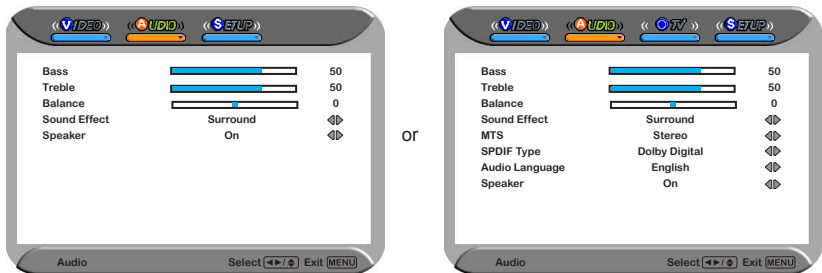 VIDEO AUDIO SETUP
Bass 50
Treble 50
Balance 0
Sound Effect Surround
Speaker On
Audio Select ◄►/ Exit MENU
or
VIDEO AUDIO TV SETUP
Bass 50
Treble 50
Balance 0
Sound Effect Surround
MTS Stereo
SPDIF Type Dolby Digital
Audio Language English
Speaker On
Audio Select ◄►/ Exit MENU